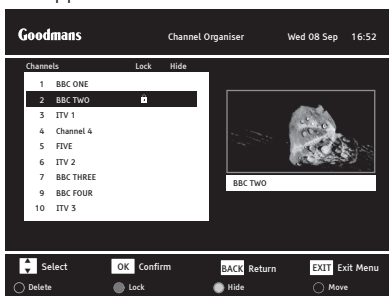 Goodmans Channel Organiser Wed 08 Sep 16:52
Channels Lock Hide
1 BBC ONE
2 BBC TWO
3 ITV 1
4 Channel 4
5 FIVE
6 ITV 2
7 BBC THREE
9 BBC FOUR
10 ITV 3
BBC TWO
Select OK Confirm BACK Return EXIT Exit Menu
Delete Lock Hide Move